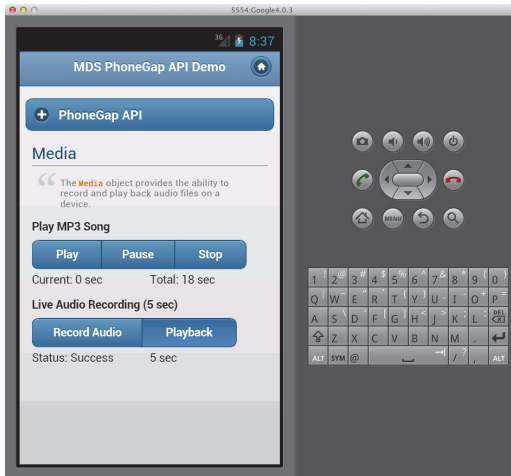 5554:Google4.0.3
3G 8:37
MDS PhoneGap API Demo
PhoneGap API
Media
The Media object provides the ability to
record and play back audio files on a
device.
Play MP3 Song
Play Pause Stop
Current: 0 sec Total: 18 sec
Live Audio Recording (5 sec)
Record Audio Playback
Status: Success 5 sec
MENU
1 ! 2 @ 3 # 4 $ 5 % 6 ^ 7 & 8 * 9 ( 0 )
Q W E R T Y U I O P
A S D F G H J K L DEL
Z X C V B N M .
ALT SYM @ / ? , ALT